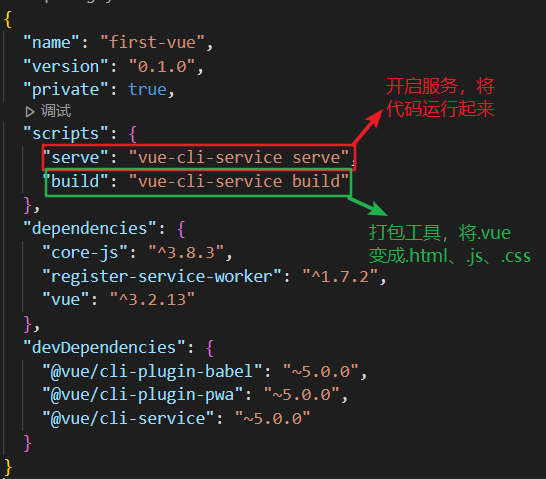 {
"name": "first-vue",
"version": "0.1.0",
"private": true,
调试
"scripts": {
"serve": "vue-cli-service serve",
"build": "vue-cli-service build"
},
"dependencies": {
"core-js": "^3.8.3",
"register-service-worker": "^1.7.2",
"vue": "^3.2.13"
},
"devDependencies": {
"@vue/cli-plugin-babel": "~5.0.0",
"@vue/cli-plugin-pwa": "~5.0.0",
"@vue/cli-service": "~5.0.0"
}
}
开启服务，将
代码运行起来
打包工具，将.vue
变成.html、.js、.css